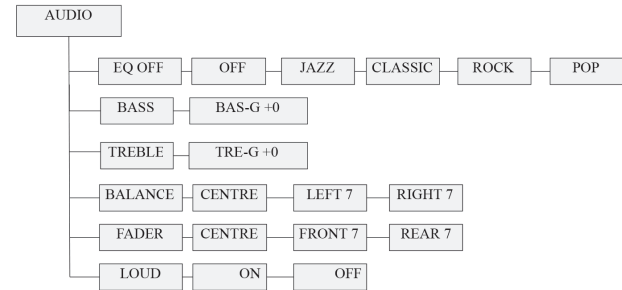 AUDIO
EQ OFF OFF JAZZ CLASSIC ROCK POP
BASS BAS-G +0
TREBLE TRE-G +0
BALANCE CENTRE LEFT 7 RIGHT 7
FADER CENTRE FRONT 7 REAR 7
LOUD ON OFF